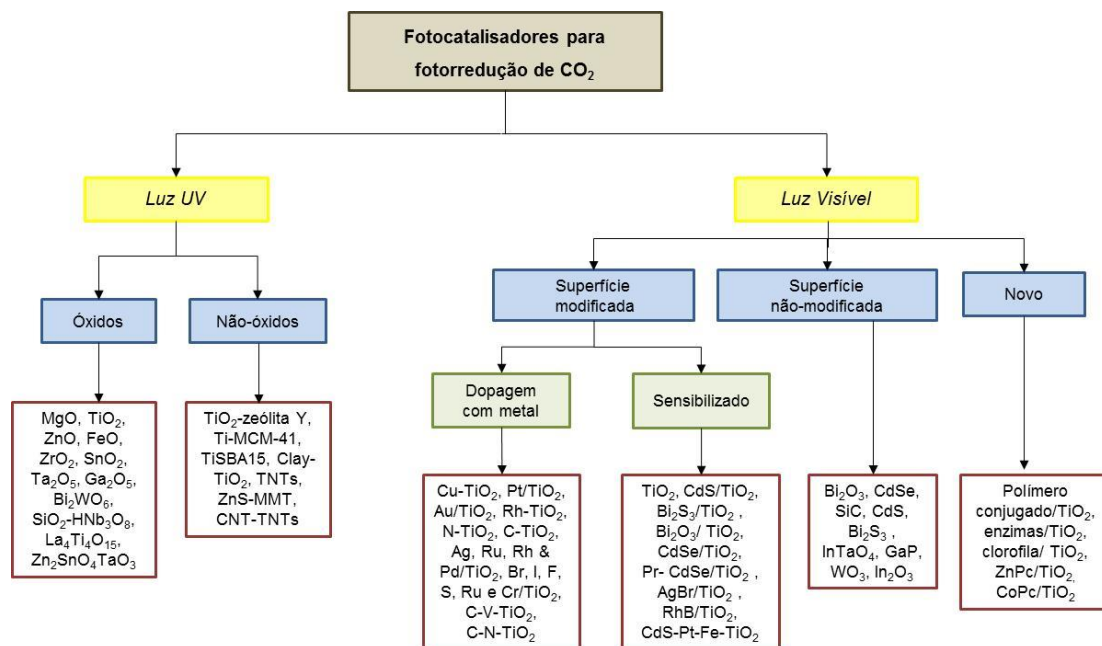 Fotocatalisadores para
fotorredução de CO₂
Luz UV
Luz Visível
Superfície
modificada
Superfície
não-modificada
Novo
Óxidos
Não-óxidos
Dopagem
com metal
Sensibilizado
MgO, TiO₂,
ZnO, FeO,
ZrO₂, SnO₂,
Ta₂O₅, Ga₂O₅,
Bi₂WO₆,
SiO₂-HNb₃O₈,
La₄Ti₄O₁₅,
Zn₂SnO₄TaO₃
TiO₂-zeólita Y,
Ti-MCM-41,
TiSBA15, Clay-
TiO₂, TNTs,
ZnS-MMT,
CNT-TNTs
Cu-TiO₂, Pt/TiO₂,
Au/TiO₂, Rh-TiO₂,
N-TiO₂, C-TiO₂,
Ag, Ru, Rh &
Pd/TiO₂, Br, I, F,
S, Ru e Cr/TiO₂,
C-V-TiO₂,
C-N-TiO₂
TiO₂, CdS/TiO₂,
Bi₂S₃/TiO₂ ,
Bi₂O₃/ TiO₂,
CdSe/TiO₂,
Pr- CdSe/TiO₂ ,
AgBr/TiO₂ ,
RhB/TiO₂,
CdS-Pt-Fe-TiO₂
Bi₂O₃, CdSe,
SiC, CdS,
Bi₂S₃ ,
InTaO₄, GaP,
WO₃, In₂O₃
Polímero
conjugado/TiO₂,
enzimas/TiO₂,
clorofila/ TiO₂,
ZnPc/TiO₂,
CoPc/TiO₂